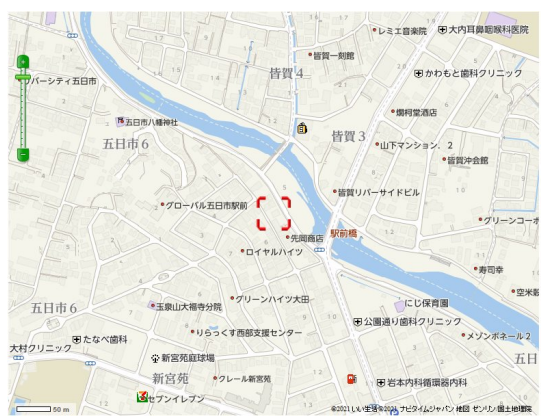 レミエ音楽院
大内耳鼻咽喉科医院
皆賀一刻館
皆賀4
かわもと歯科クリニック
リバーシティ五日市
燗柯堂酒店
五日市八幡神社
皆賀3
五日市6
山下マンション．2
皆賀沖会館
皆賀リバーサイドビル
グローバル五日市駅前
グリーンコーポ
先岡商店
駅前橋
ロイヤルハイツ
寿司幸
空米穀
五日市6
玉泉山大福寺分院
グリーンハイツ大田
にじ保育園
公園通り歯科クリニック
りらっくす西部支援センター
たなべ歯科
メゾンボネール2
大村クリニック
新宮苑庭球場
五日
新宮苑
クレール新宮苑
岩本内科循環器内科
セブンイレブン
50 m
©2021 いい生活 ©2021 ナビタイムジャパン 地図 ゼンリン 国土地理院